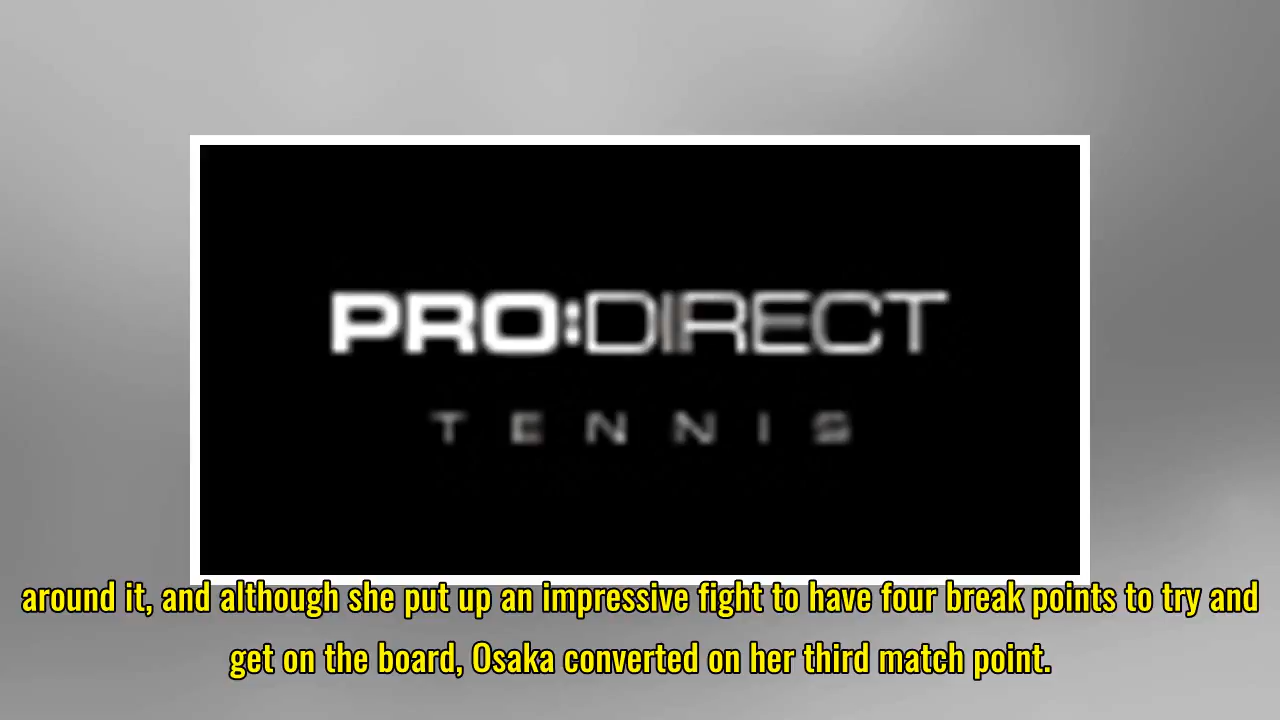 PRO:DIRECT
TENNIS
around it, and although she put up an impressive fight to have four break points to try and
get on the board, Osaka converted on her third match point.